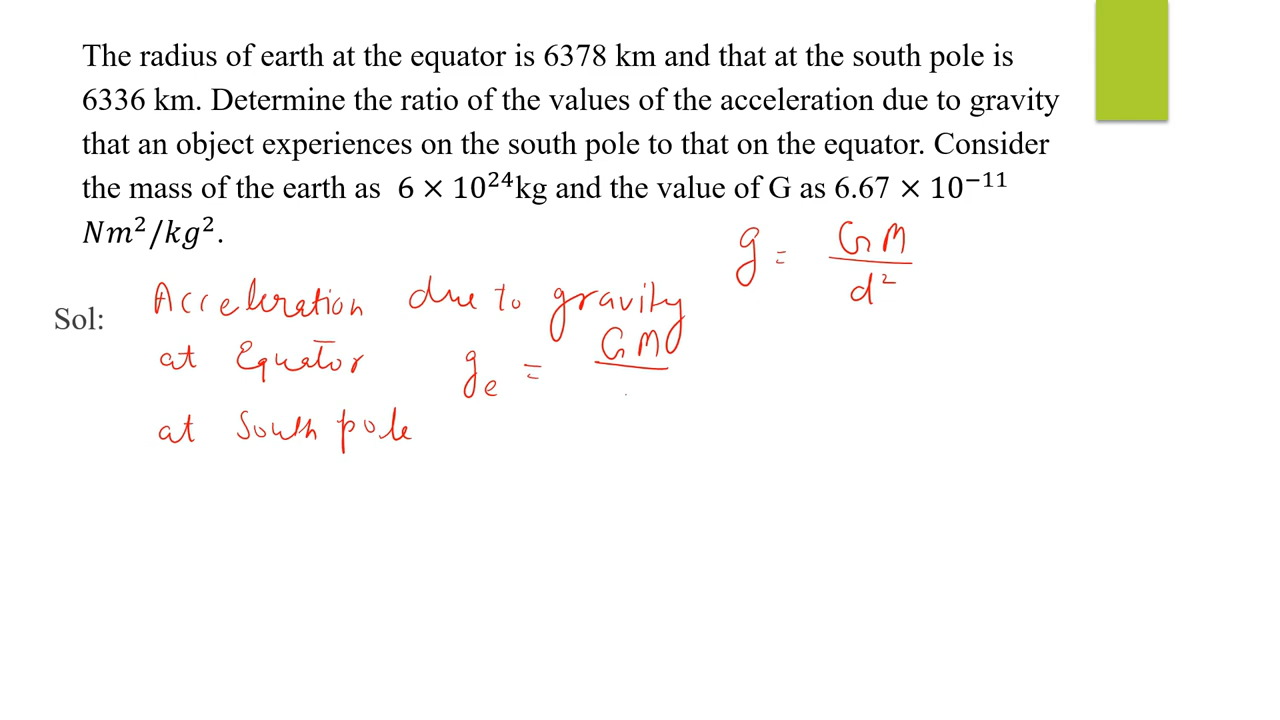 The radius of earth at the equator is 6378 km and that at the south pole is
6336 km. Determine the ratio of the values of the acceleration due to gravity
that an object experiences on the south pole to that on the equator. Consider
the mass of the earth as 6 × 10²⁴kg and the value of G as 6.67 × 10⁻¹¹
Nm²/kg².
g = GM/d²
Sol: Acceleration due to gravity
at Equator gₑ = GM
at South pole